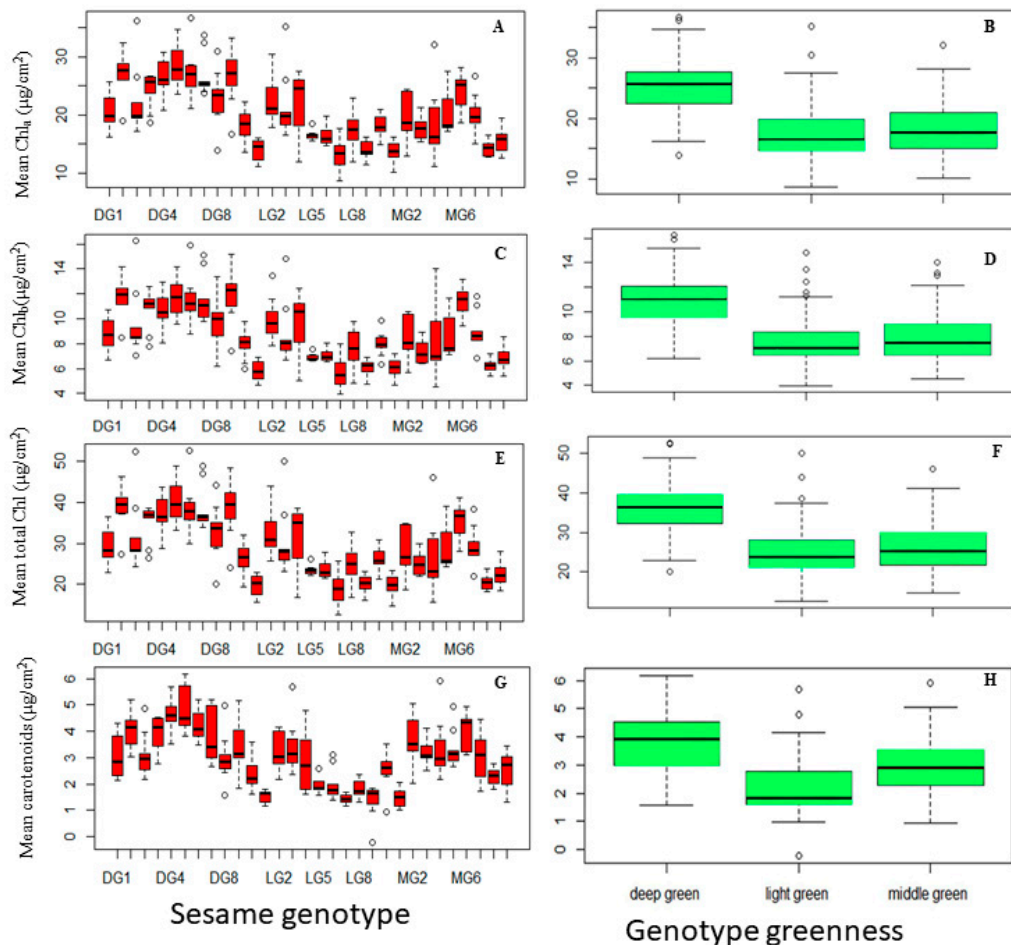 Mean Chla (µg/cm2)
10 20 30
A
DG1 DG4 DG8 LG2 LG5 LG8 MG2 MG6
10 20 30
B
Mean Chlb(µg/cm2)
4 6 8 10 12 14
C
DG1 DG4 DG8 LG2 LG5 LG8 MG2 MG6
4 6 8 10 12 14
D
Mean total Chl (µg/cm2)
20 30 40 50
E
DG1 DG4 DG8 LG2 LG5 LG8 MG2 MG6
20 30 40 50
F
Mean carotenoids (µg/cm2)
0 1 2 3 4 5 6
G
DG1 DG4 DG8 LG2 LG5 LG8 MG2 MG6
Sesame genotype
0 1 2 3 4 5 6
H
deep green light green middle green
Genotype greenness